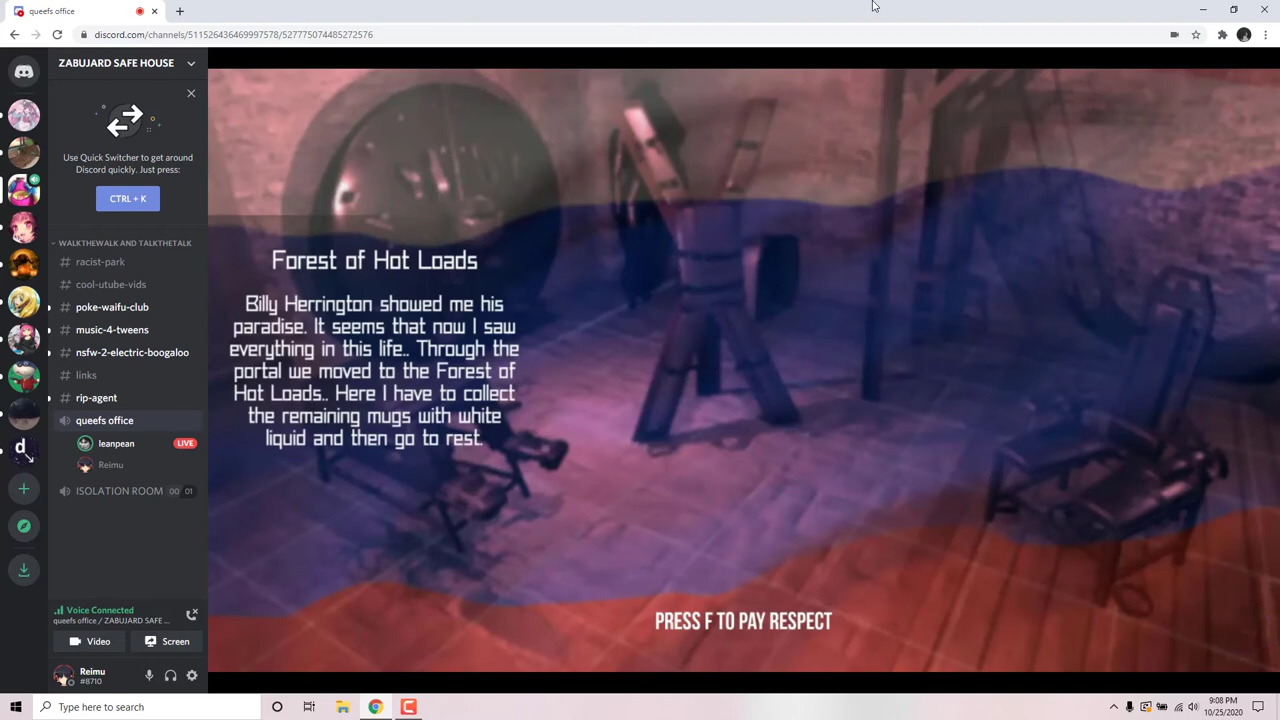 queefs office
discord.com/channels/511526436469997578/527775074485272576
ZABUJARD SAFE HOUSE
Use Quick Switcher to get around
Discord quickly. Just press:
CTRL + K
WALKTHEWALK AND TALKTHETALK
racist-park
cool-utube-vids
poke-waifu-club
music-4-tweens
nsfw-2-electric-boogaloo
links
rip-agent
queefs office
leanpean LIVE
Reimu
ISOLATION ROOM 00 01
Voice Connected
queefs office / ZABUJARD SAFE ...
Video Screen
Reimu
#8710
Forest of Hot Loads
Billy Herrington showed me his
paradise. It seems that now I saw
everything in this life.. Through the
portal we moved to the Forest of
Hot Loads.. Here I have to collect
the remaining mugs with white
liquid and then go to rest.
PRESS F TO PAY RESPECT
Type here to search
9:08 PM
10/25/2020